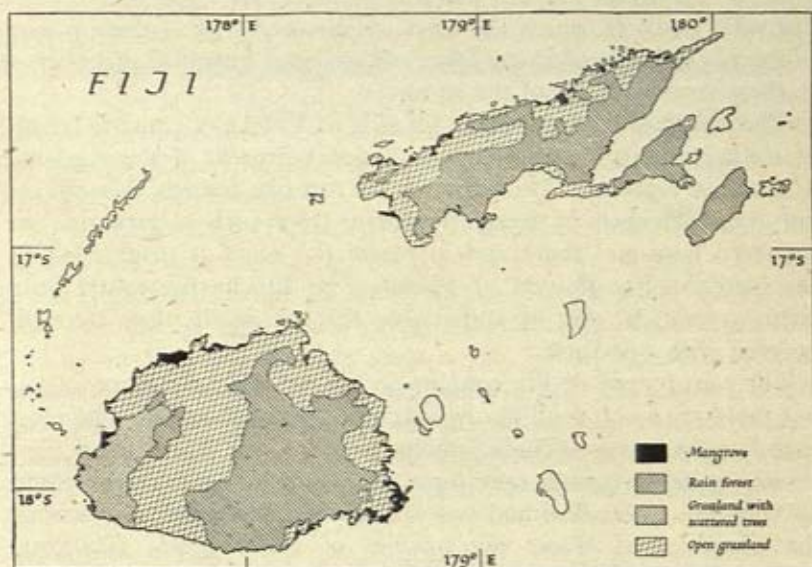 178° E
179° E
180° E
FIJI
17° S
17° S
18° S
179° E
Mangrove
Rain forest
Grassland with
scattered trees
Open grassland